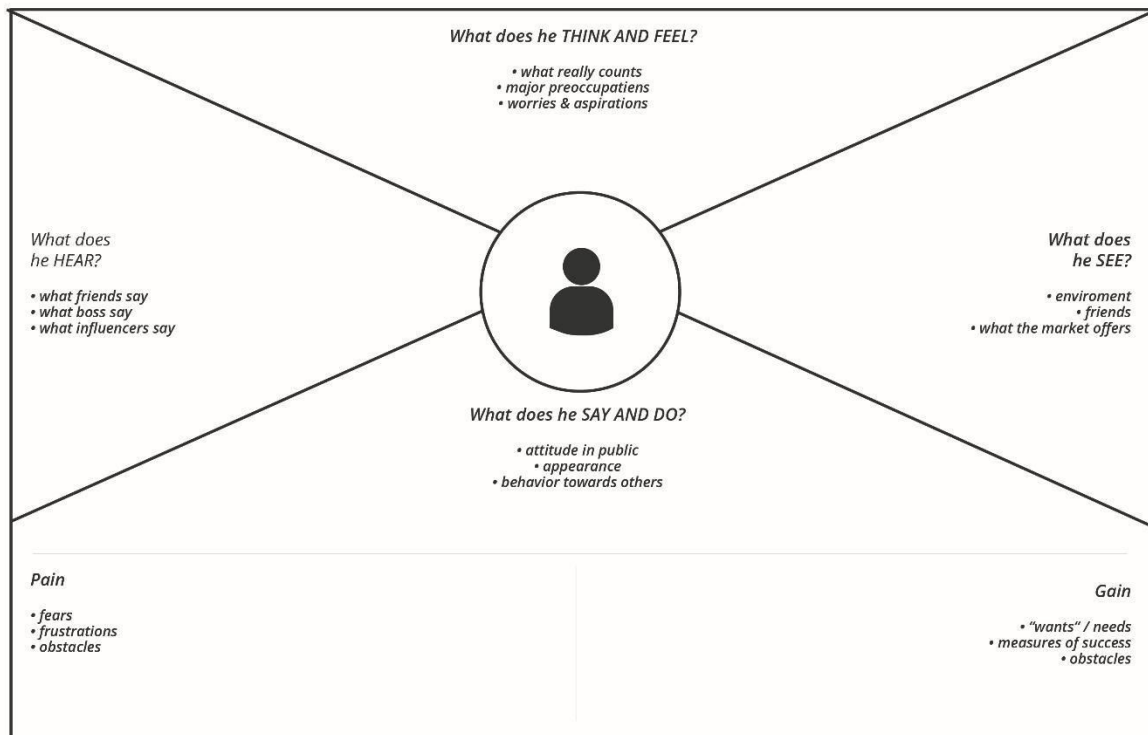 What does he THINK AND FEEL?
• what really counts
• major preoccupatiens
• worries & aspirations
What does
he HEAR?
• what friends say
• what boss say
• what influencers say
What does
he SEE?
• enviroment
• friends
• what the market offers
What does he SAY AND DO?
• attitude in public
• appearance
• behavior towards others
Pain
• fears
• frustrations
• obstacles
Gain
• “wants“ / needs
• measures of success
• obstacles